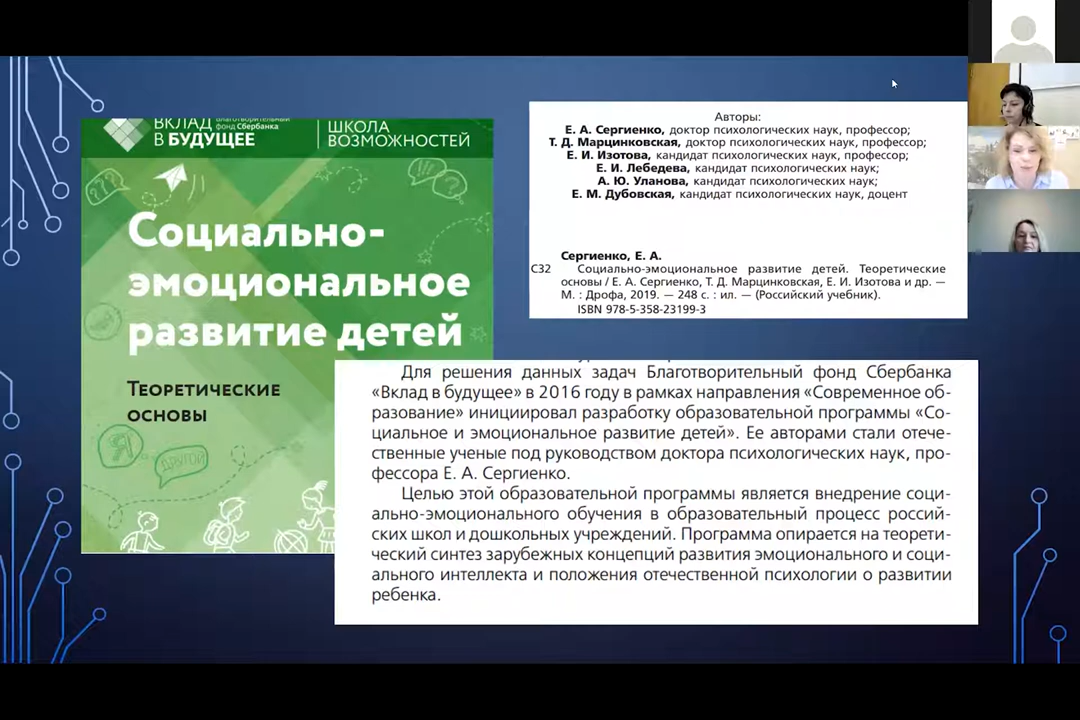 ВКЛАД
В БУДУЩЕЕ
благотворительный
фонд Сбербанка
ШКОЛА
ВОЗМОЖНОСТЕЙ
Социально-
эмоциональное
развитие детей
Теоретические
основы
Я
ДРУГОЙ
Авторы:
Е. А. Сергиенко, доктор психологических наук, профессор;
Т. Д. Марцинковская, доктор психологических наук, профессор;
Е. И. Изотова, кандидат психологических наук, профессор;
Е. И. Лебедева, кандидат психологических наук;
А. Ю. Уланова, кандидат психологических наук;
Е. М. Дубовская, кандидат психологических наук, доцент
Сергиенко, Е. А.
С32 Социально-эмоциональное развитие детей. Теоретические
основы / Е. А. Сергиенко, Т. Д. Марцинковская, Е. И. Изотова и др. —
М. : Дрофа, 2019. — 248 с. : ил. — (Российский учебник).
ISBN 978-5-358-23199-3
Для решения данных задач Благотворительный фонд Сбербанка
«Вклад в будущее» в 2016 году в рамках направления «Современное об-
разование» инициировал разработку образовательной программы «Со-
циальное и эмоциональное развитие детей». Ее авторами стали отече-
ственные ученые под руководством доктора психологических наук, про-
фессора Е. А. Сергиенко.
Целью этой образовательной программы является внедрение соци-
ально-эмоционального обучения в образовательный процесс россий-
ских школ и дошкольных учреждений. Программа опирается на теорети-
ческий синтез зарубежных концепций развития эмоционального и соци-
ального интеллекта и положения отечественной психологии о развитии
ребенка.